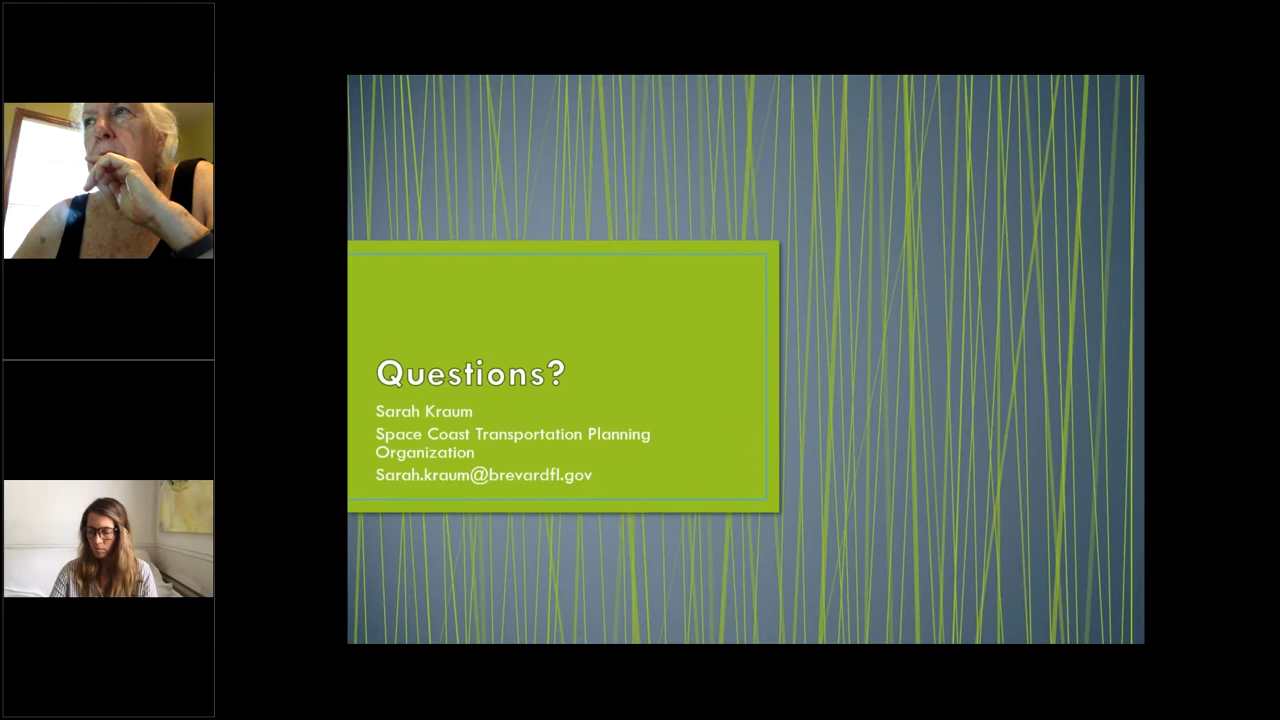 Questions?
Sarah Kraum
Space Coast Transportation Planning
Organization
Sarah.kraum@brevardfl.gov